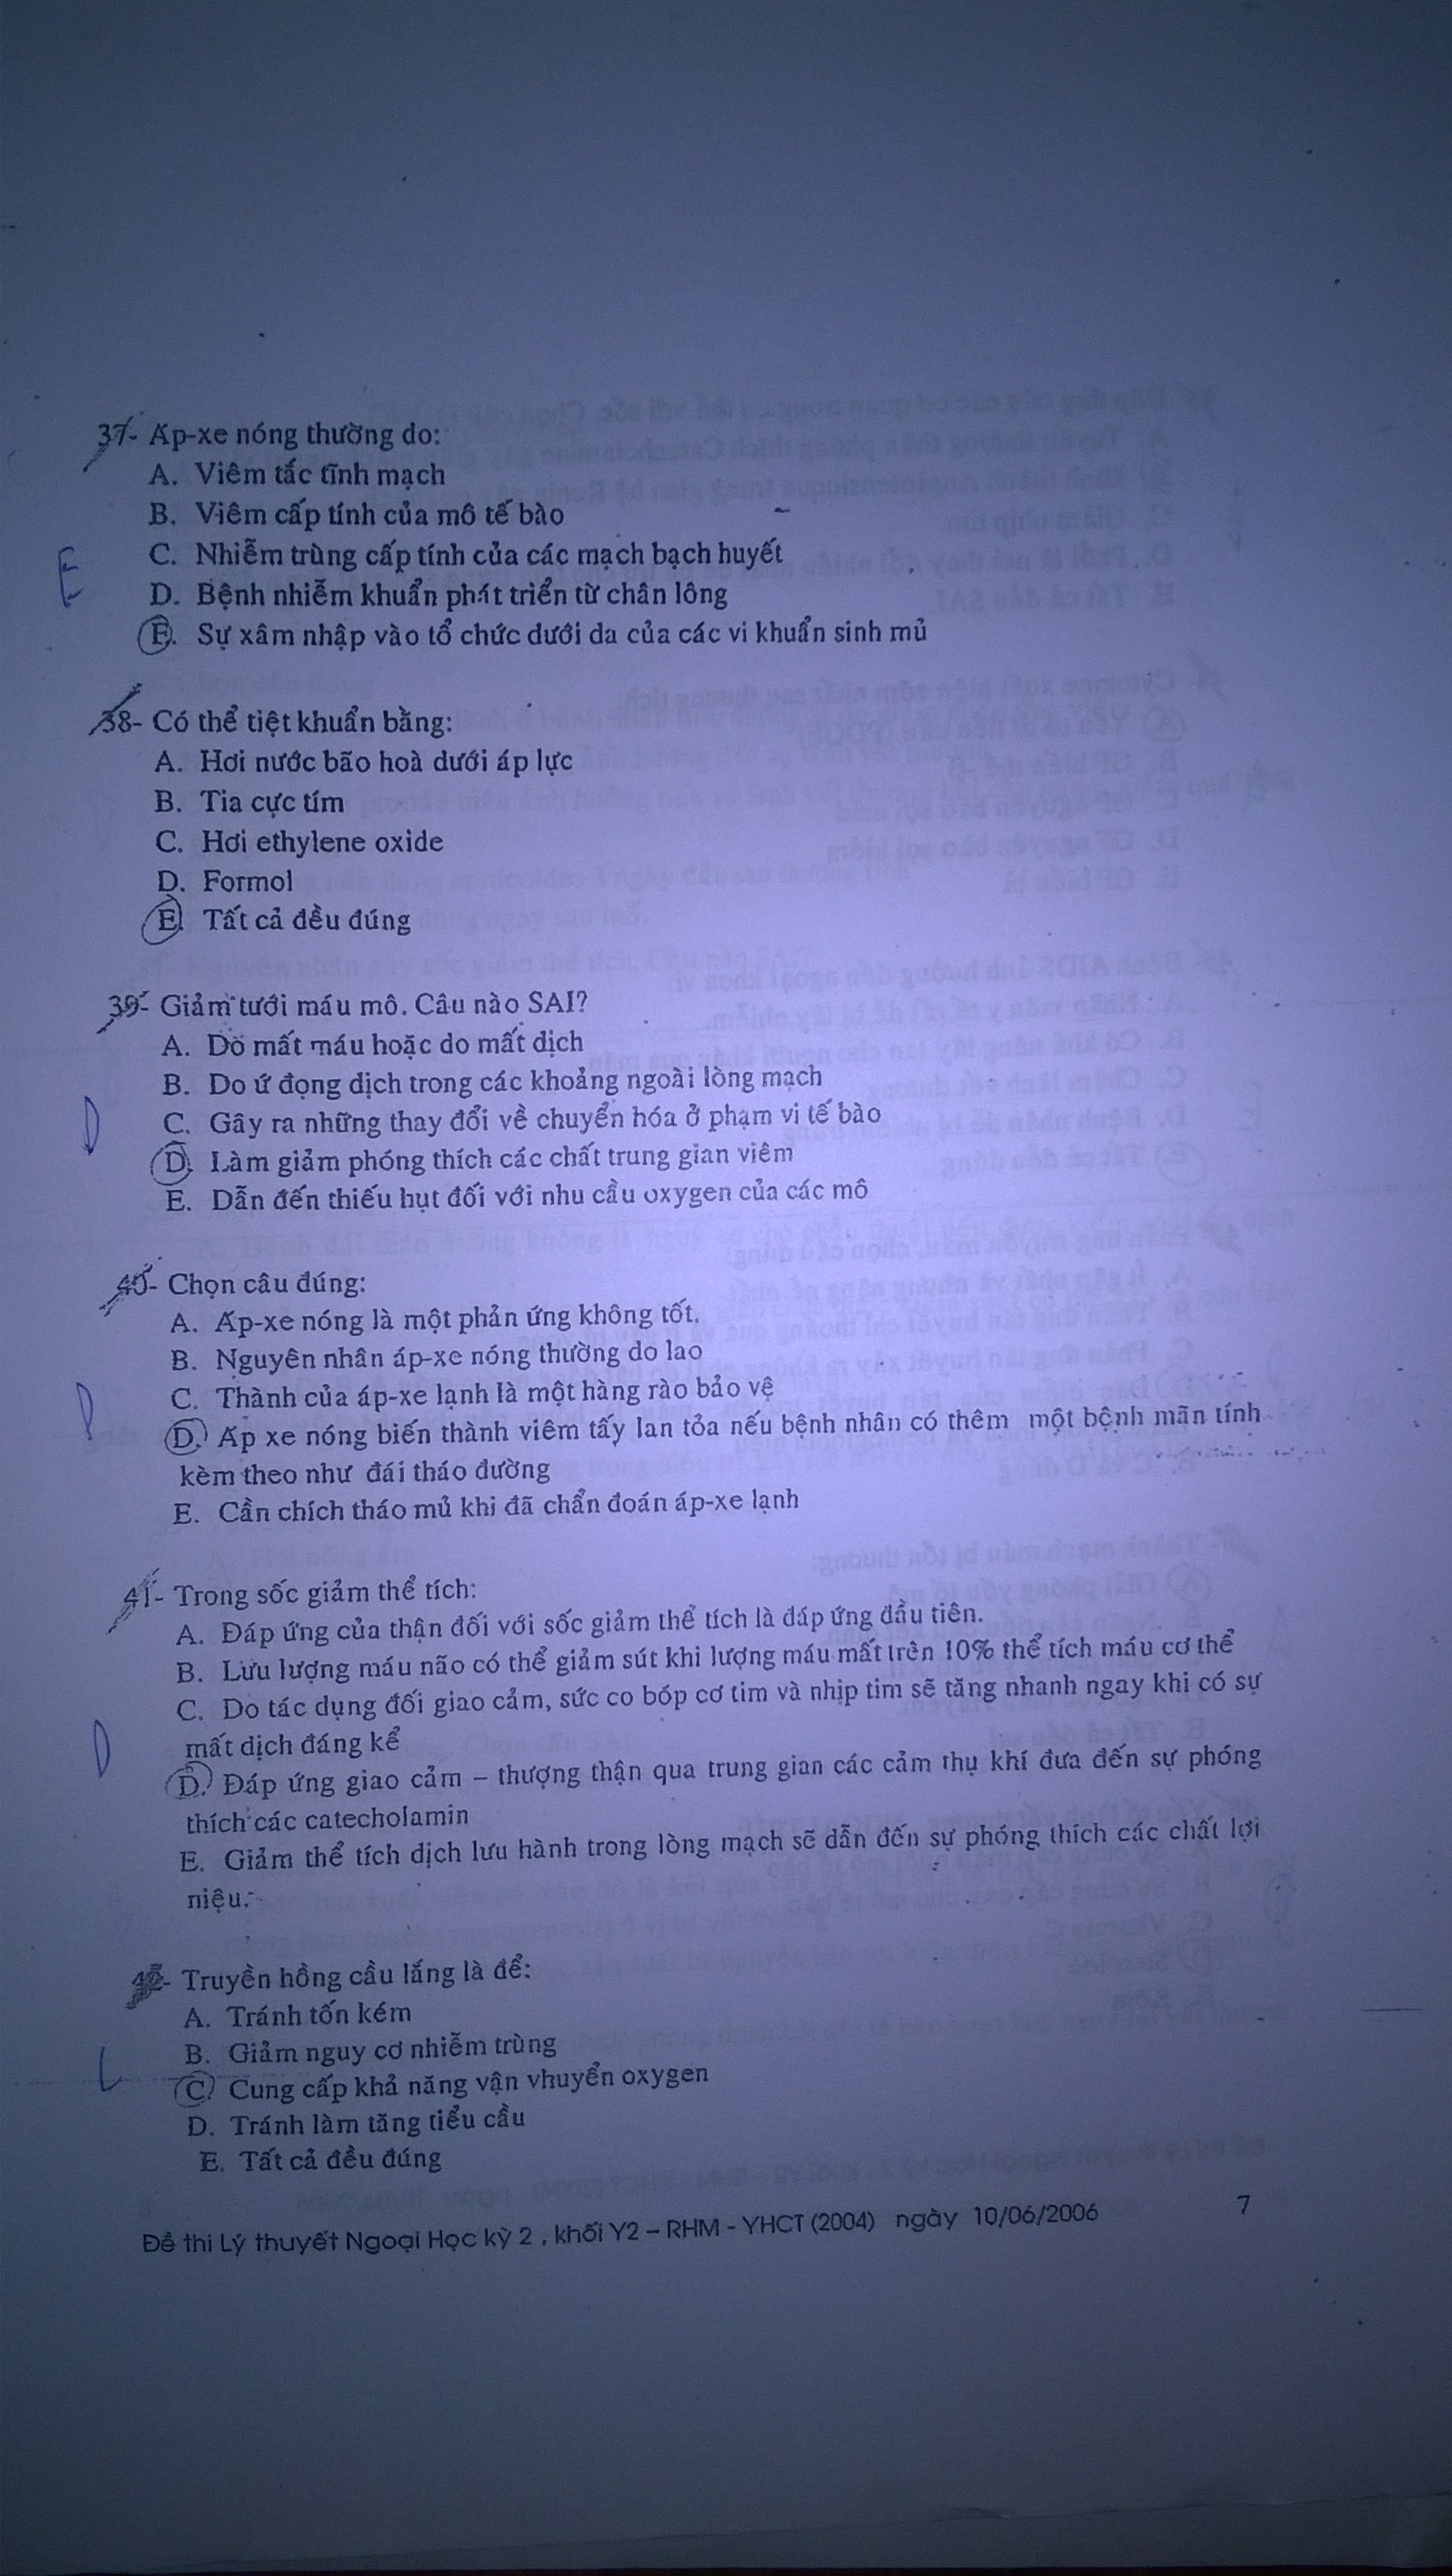 37- Áp-xe nóng thường do:
A. Viêm tắc tĩnh mạch
B. Viêm cấp tính của mô tế bào
C. Nhiễm trùng cấp tính của các mạch bạch huyết
E
D. Bệnh nhiễm khuẩn phát triển từ chân lông
E. Sự xâm nhập vào tổ chức dưới da của các vi khuẩn sinh mủ
38- Có thể tiệt khuẩn bằng:
A. Hơi nước bão hoà dưới áp lực
B. Tia cực tím
C. Hơi ethylene oxide
D. Formol
E. Tất cả đều đúng
39- Giảm tưới máu mô. Câu nào SAI?
A. Do mất máu hoặc do mất dịch
B. Do ứ đọng dịch trong các khoảng ngoài lòng mạch
D
C. Gây ra những thay đổi về chuyển hóa ở phạm vi tế bào
D. Làm giảm phóng thích các chất trung gian viêm
E. Dẫn đến thiếu hụt đối với nhu cầu oxygen của các mô
40- Chọn câu đúng:
A. Áp-xe nóng là một phản ứng không tốt.
B. Nguyên nhân áp-xe nóng thường do lao
C. Thành của áp-xe lạnh là một hàng rào bảo vệ
D
D. Áp xe nóng biến thành viêm tấy lan tỏa nếu bệnh nhân có thêm một bệnh mãn tính
kèm theo như đái tháo đường
E. Cần chích tháo mủ khi đã chẩn đoán áp-xe lạnh
41- Trong sốc giảm thể tích:
A. Đáp ứng của thận đối với sốc giảm thể tích là đáp ứng đầu tiên.
B. Lưu lượng máu não có thể giảm sút khi lượng máu mất trên 10% thể tích máu cơ thể
C. Do tác dụng đối giao cảm, sức co bóp cơ tim và nhịp tim sẽ tăng nhanh ngay khi có sự
mất dịch đáng kể
D
D. Đáp ứng giao cảm – thượng thận qua trung gian các cảm thụ khí đưa đến sự phóng
thích các catecholamin
E. Giảm thể tích dịch lưu hành trong lòng mạch sẽ dẫn đến sự phóng thích các chất lợi
niệu.
42- Truyền hồng cầu lắng là để:
A. Tránh tốn kém
B. Giảm nguy cơ nhiễm trùng
C. Cung cấp khả năng vận vhuyển oxygen
D. Tránh làm tăng tiểu cầu
E. Tất cả đều đúng
Đề thi Lý thuyết Ngoại Học kỳ 2 , khối Y2 – RHM - YHCT (2004) ngày 10/06/2006 7